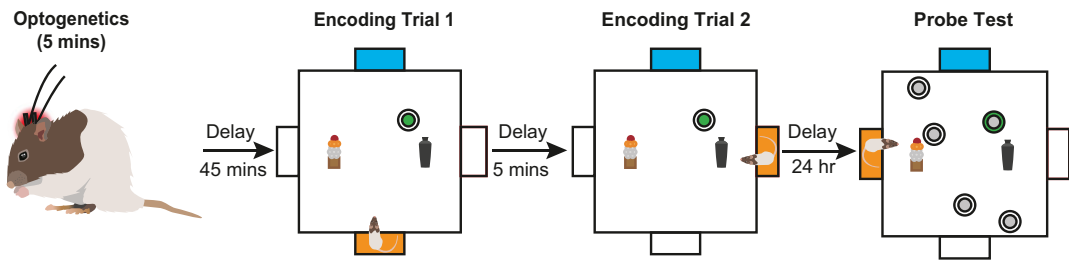 Optogenetics
(5 mins)
Delay
45 mins
Encoding Trial 1
Delay
5 mins
Encoding Trial 2
Delay
24 hr
Probe Test